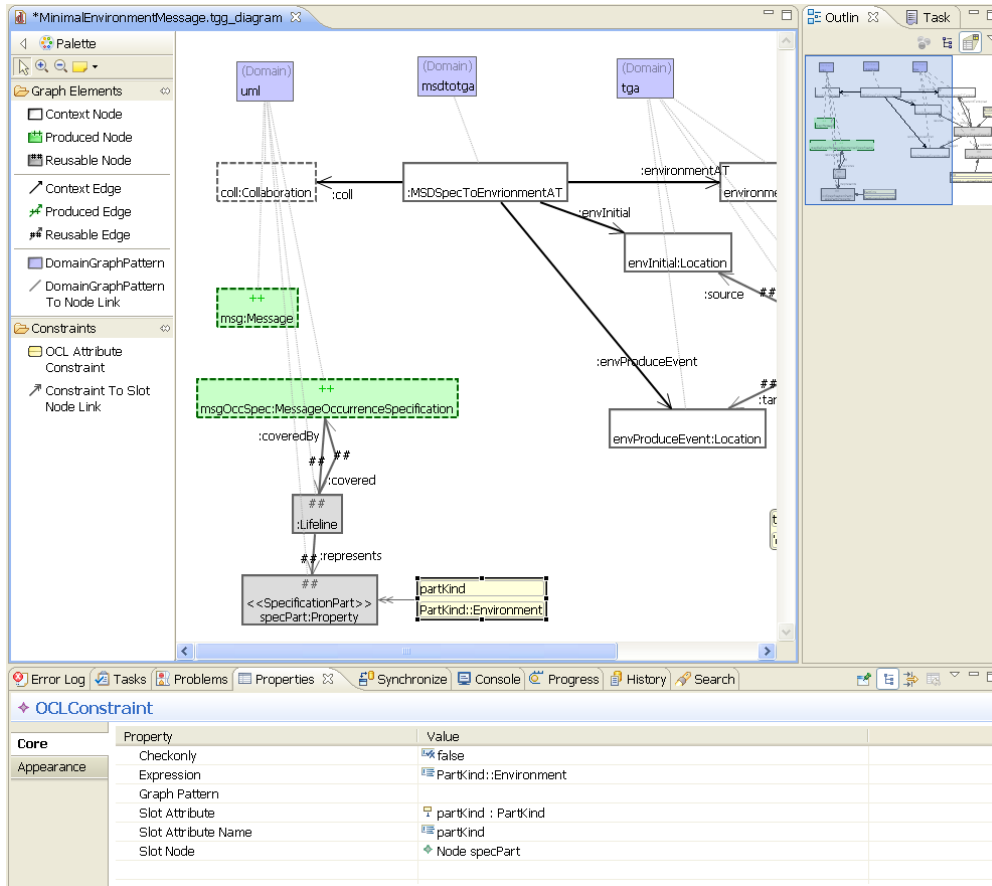 *MinimalEnvironmentMessage.tgg_diagram
Outlin
Task
Palette
Graph Elements
Context Node
Produced Node
Reusable Node
Context Edge
Produced Edge
Reusable Edge
DomainGraphPattern
DomainGraphPattern
To Node Link
Constraints
OCL Attribute
Constraint
Constraint To Slot
Node Link
(Domain)
uml
(Domain)
msdtotga
(Domain)
tga
coll:Collaboration
:coll
:MSDSpecToEnvrionmentAT
:environmentAT
environme
:envInitial
envInitial:Location
:source
##
++
msg:Message
:envProduceEvent
++
msgOccSpec:MessageOccurrenceSpecification
##
:tar
envProduceEvent:Location
:coveredBy
##
##
:covered
##
:Lifeline
##
:represents
##
<<SpecificationPart>>
specPart:Property
partKind
PartKind::Environment
Error Log
Tasks
Problems
Properties
Synchronize
Console
Progress
History
Search
OCLConstraint
Core
Appearance
Property
Value
Checkonly
false
Expression
PartKind::Environment
Graph Pattern
Slot Attribute
partKind : PartKind
Slot Attribute Name
partKind
Slot Node
Node specPart